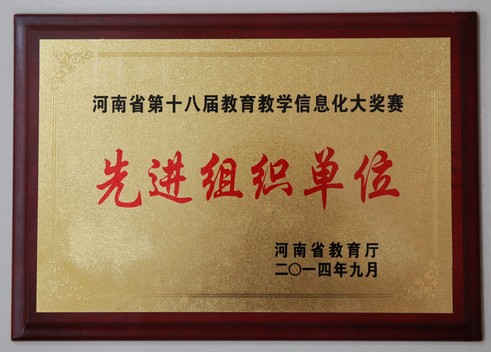 河南省第十八届教育教学信息化大奖赛
先进组织单位
河南省教育厅
二〇一四年九月